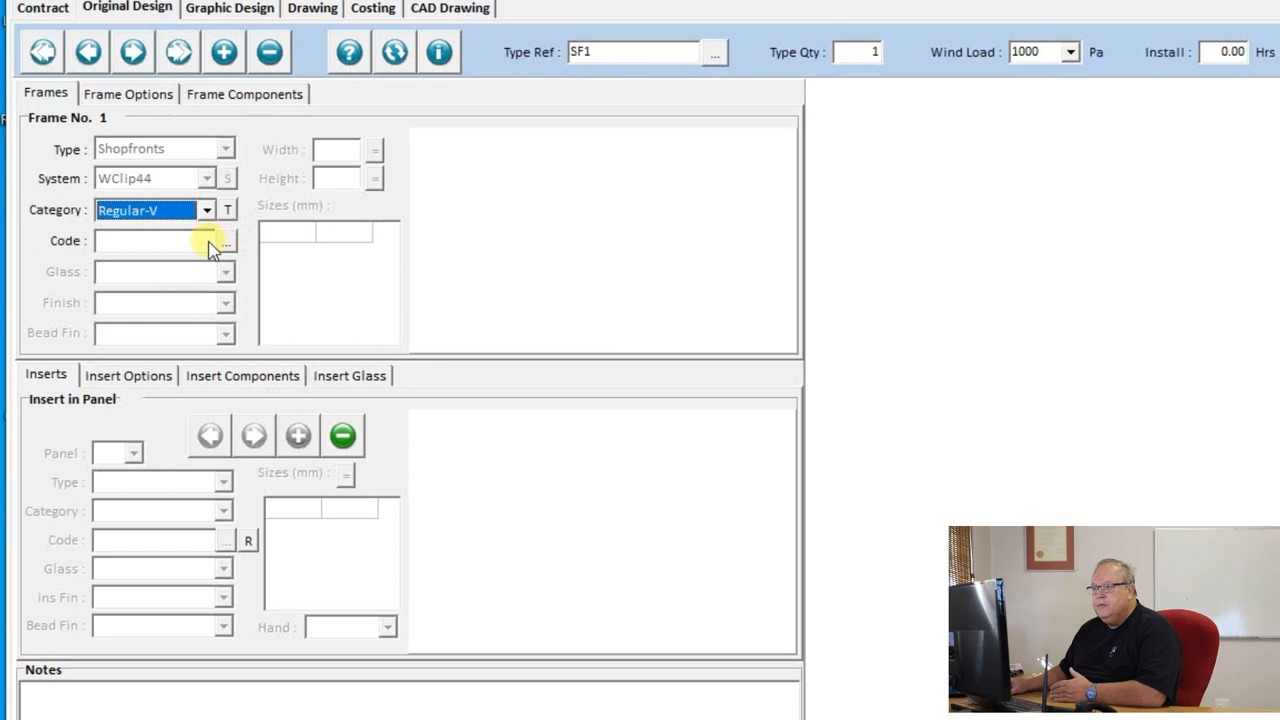 Contract Original Design Graphic Design Drawing Costing CAD Drawing
Type Ref : SF1 ... Type Qty : 1 Wind Load : 1000 Pa Install : 0.00 Hrs
Frames Frame Options Frame Components
Frame No. 1
Type : Shopfronts Width : =
System : WClip44 S Height : =
Category : Regular-V T Sizes (mm) :
Code : ...
Glass :
Finish :
Bead Fin :
Inserts Insert Options Insert Components Insert Glass
Insert in Panel
Panel :
Sizes (mm) : =
Type :
Category :
Code : ... R
Glass :
Ins Fin :
Bead Fin : Hand :
Notes